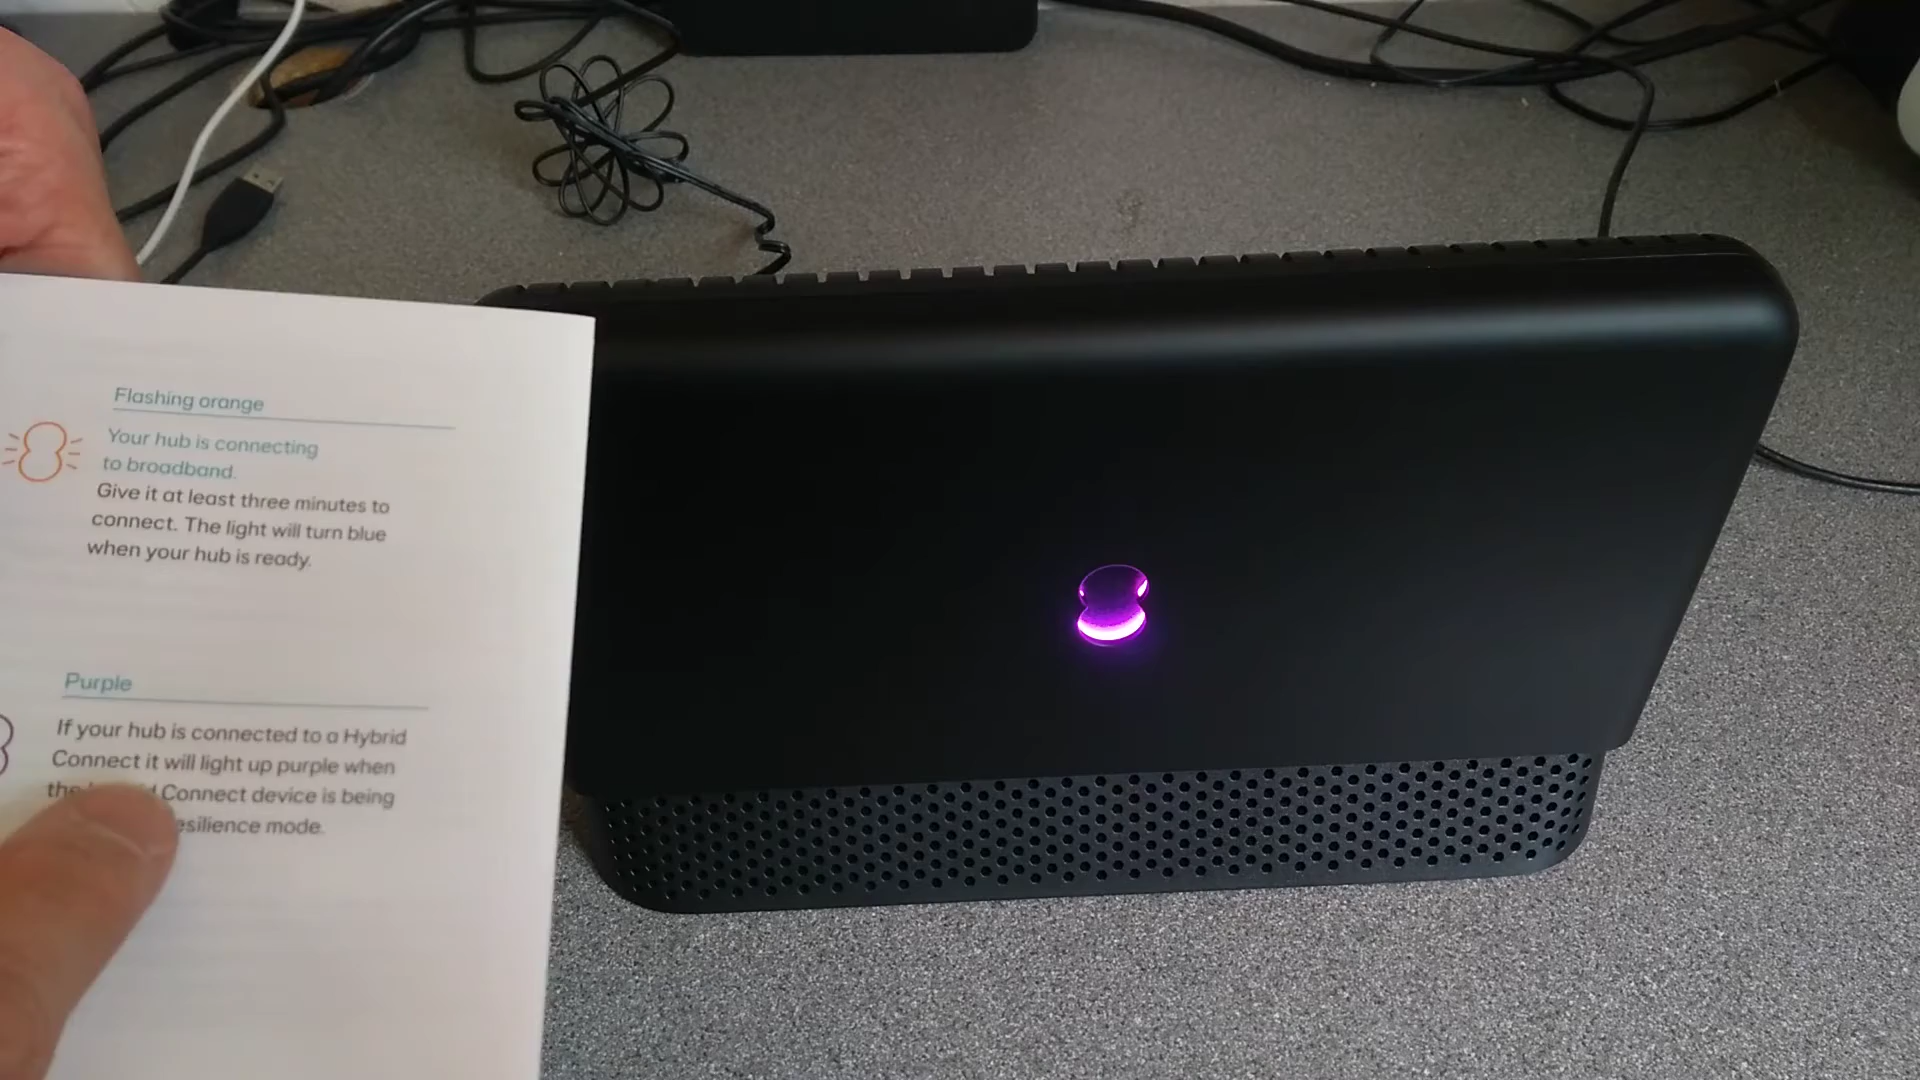 Flashing orange
Your hub is connecting
to broadband.
Give it at least three minutes to
connect. The light will turn blue
when your hub is ready.
Purple
If your hub is connected to a Hybrid
Connect it will light up purple when
the Connect device is being
mode.